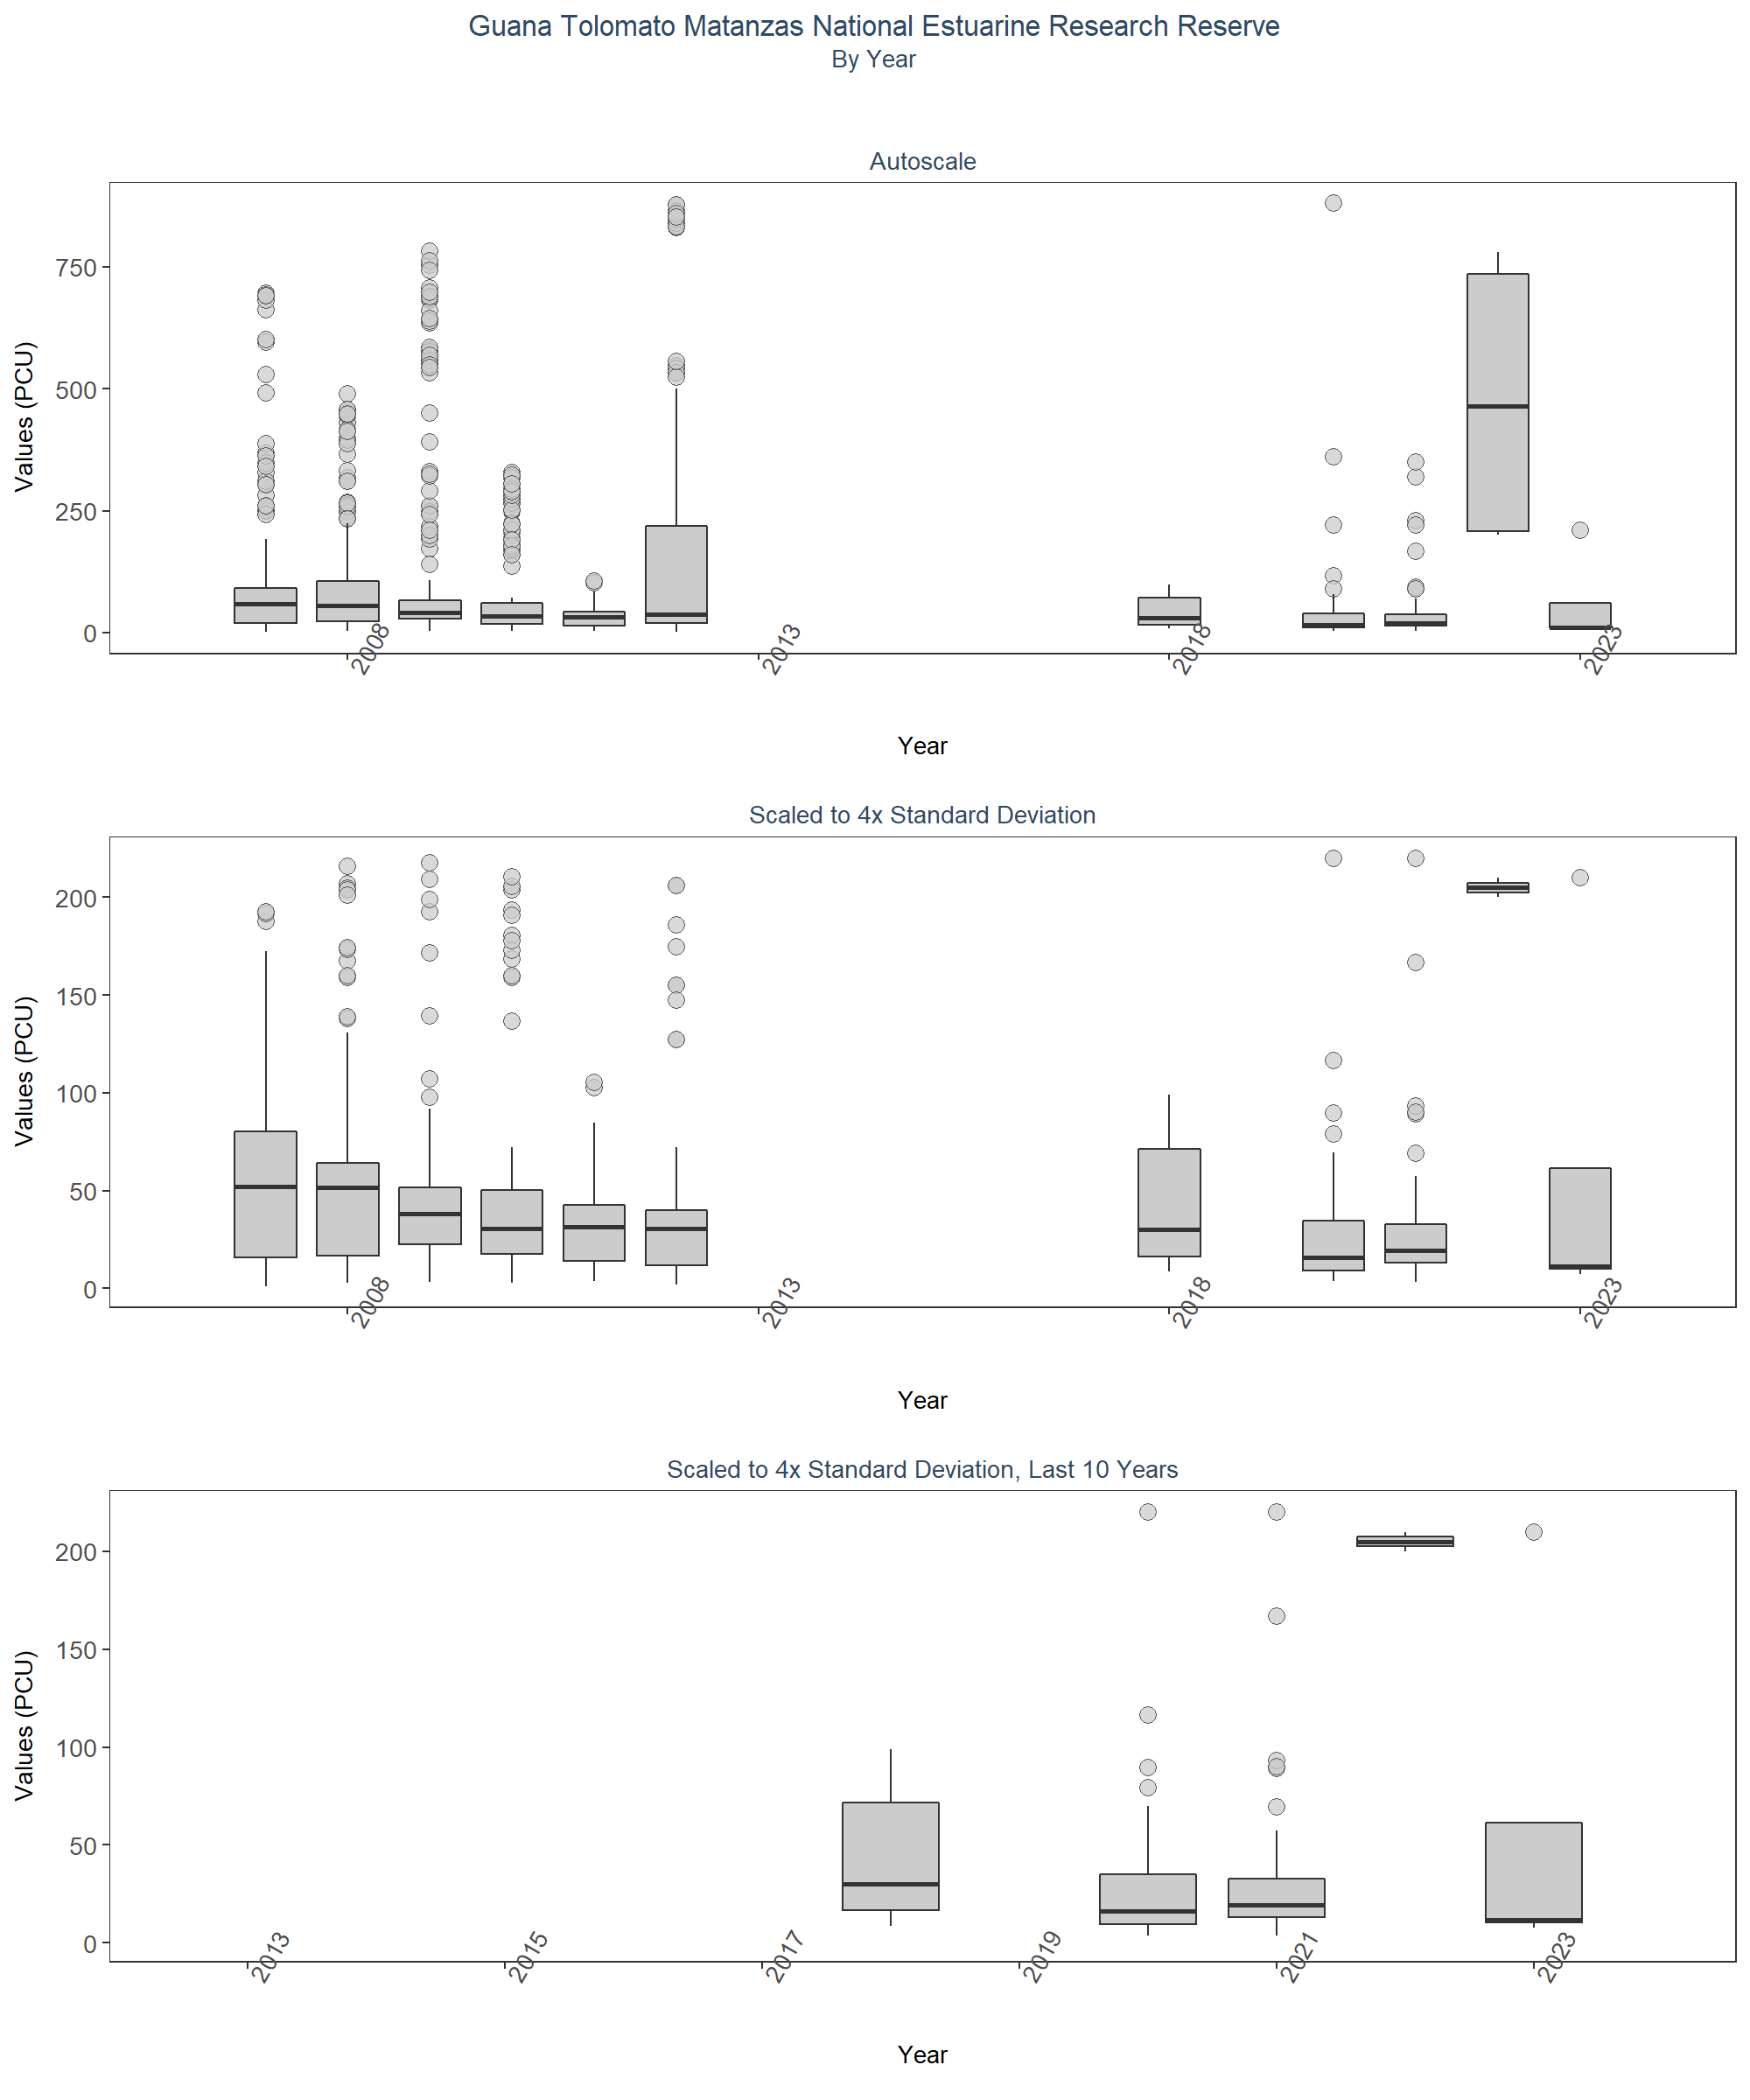 Guana Tolomato Matanzas National Estuarine Research Reserve
By Year
Autoscale
Values (PCU)
750
500
250
0
2008
2013
2018
2023
Year
Scaled to 4x Standard Deviation
Values (PCU)
200
150
100
50
0
2008
2013
2018
2023
Year
Scaled to 4x Standard Deviation, Last 10 Years
Values (PCU)
200
150
100
50
0
2013
2015
2017
2019
2021
2023
Year